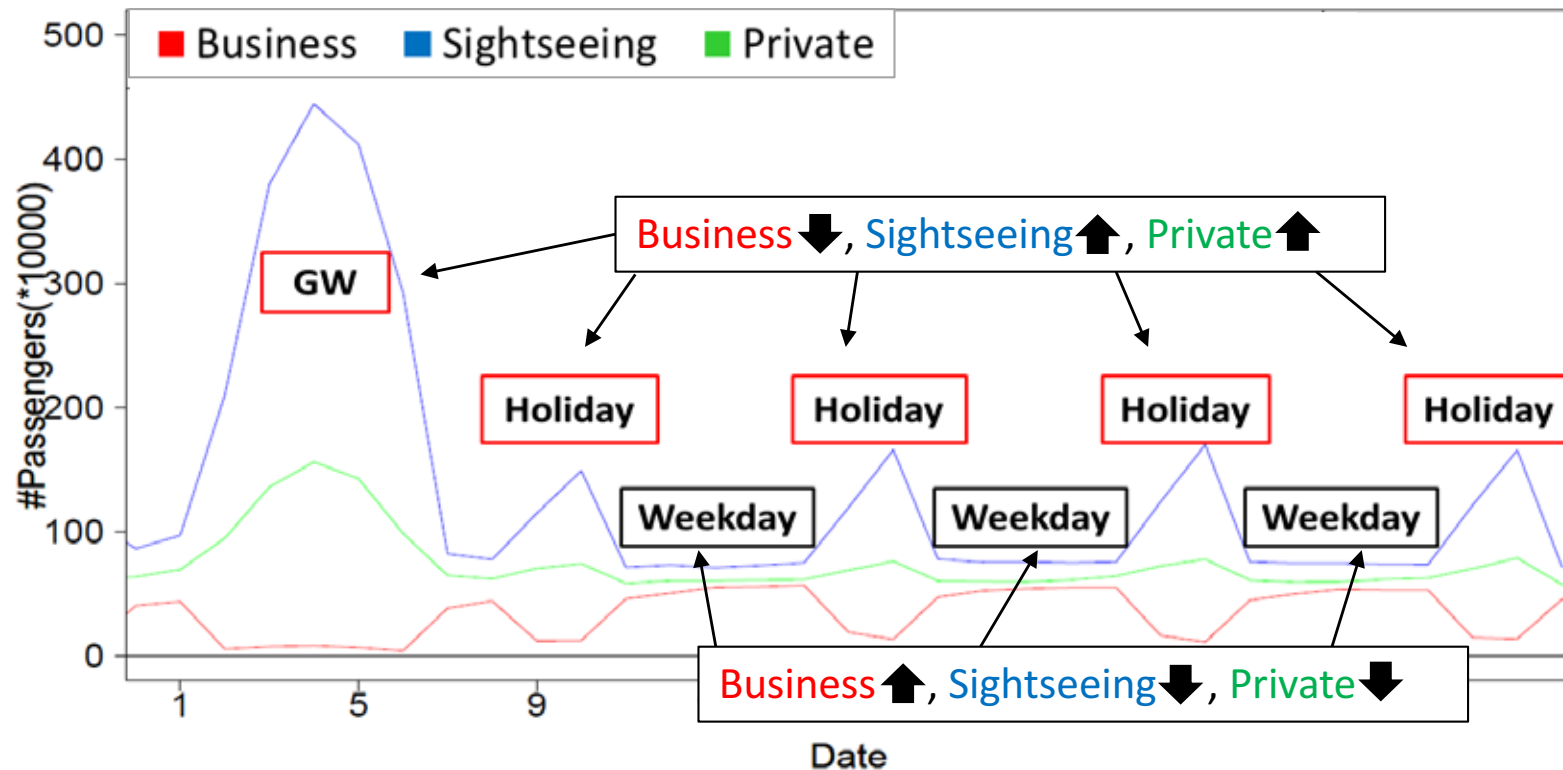 500
Business Sightseeing Private
400
#Passengers(*10000)
Business, Sightseeing, Private
GW
300
Holiday Holiday Holiday Holiday
200
Weekday Weekday Weekday
100
0
Business, Sightseeing, Private
1 5 9
Date